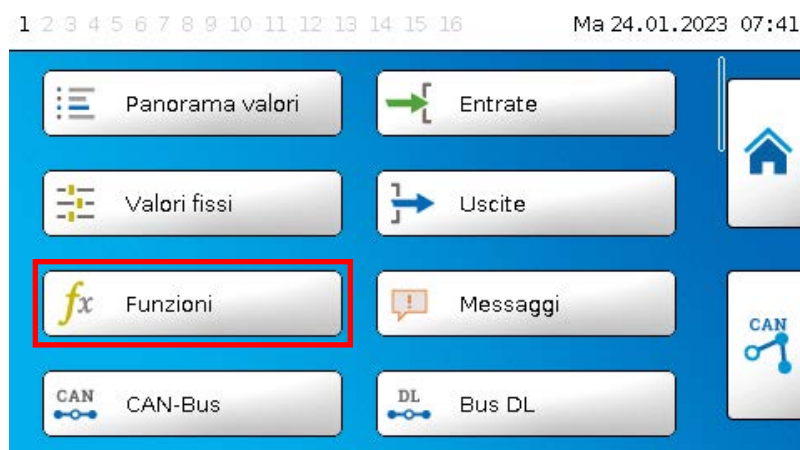 1 2 3 4 5 6 7 8 9 10 11 12 13 14 15 16 Ma 24.01.2023 07:41
Panorama valori
Entrate
Valori fissi
Uscite
fx Funzioni
Messaggi
CAN
CAN CAN-Bus
DL Bus DL